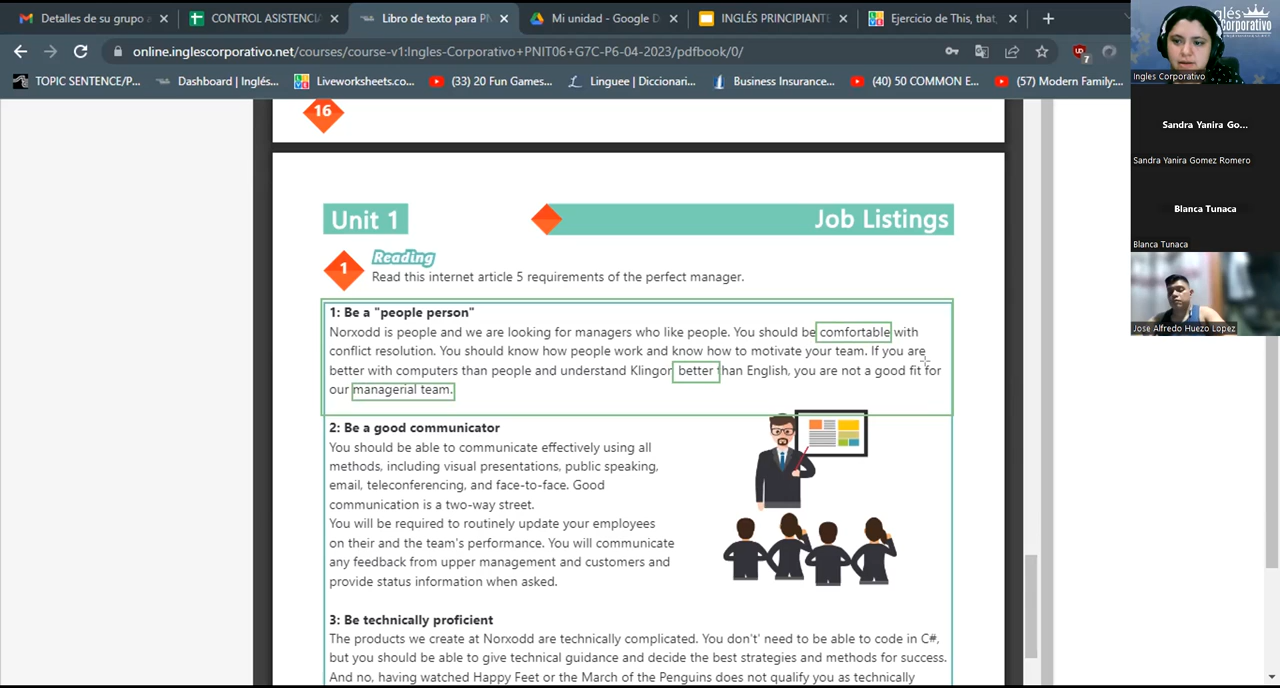 Detalles de su grupo a
CONTROL ASISTENCIA
Libro de texto para PN
Mi unidad - Google D
INGLÉS PRINCIPIANTE
Ejercicio de This, that,
online.inglescorporativo.net/courses/course-v1:Ingles-Corporativo+PNIT06+G7C-P6-04-2023/pdfbook/0/
7
TOPIC SENTENCE/P...
Dashboard | Inglés...
Liveworksheets.co...
(33) 20 Fun Games...
Linguee | Diccionari...
Business Insurance...
(40) 50 COMMON E...
(57) Modern Family:...
glés
orporativo
Ingles Corporativo
Sandra Yanira Go...
Sandra Yanira Gomez Romero
Blanca Tunaca
Blanca Tunaca
Jose Alfredo Huezo Lopez
16
Unit 1
Job Listings
1
Reading
Read this internet article 5 requirements of the perfect manager.
1: Be a "people person"
Norxodd is people and we are looking for managers who like people. You should be comfortable with
conflict resolution. You should know how people work and know how to motivate your team. If you are
better with computers than people and understand Klingon better than English, you are not a good fit for
our managerial team.
2: Be a good communicator
You should be able to communicate effectively using all
methods, including visual presentations, public speaking,
email, teleconferencing, and face-to-face. Good
communication is a two-way street.
You will be required to routinely update your employees
on their and the team's performance. You will communicate
any feedback from upper management and customers and
provide status information when asked.
3: Be technically proficient
The products we create at Norxodd are technically complicated. You don't' need to be able to code in C#,
but you should be able to give technical guidance and decide the best strategies and methods for success.
And no, having watched Happy Feet or the March of the Penguins does not qualify you as technically